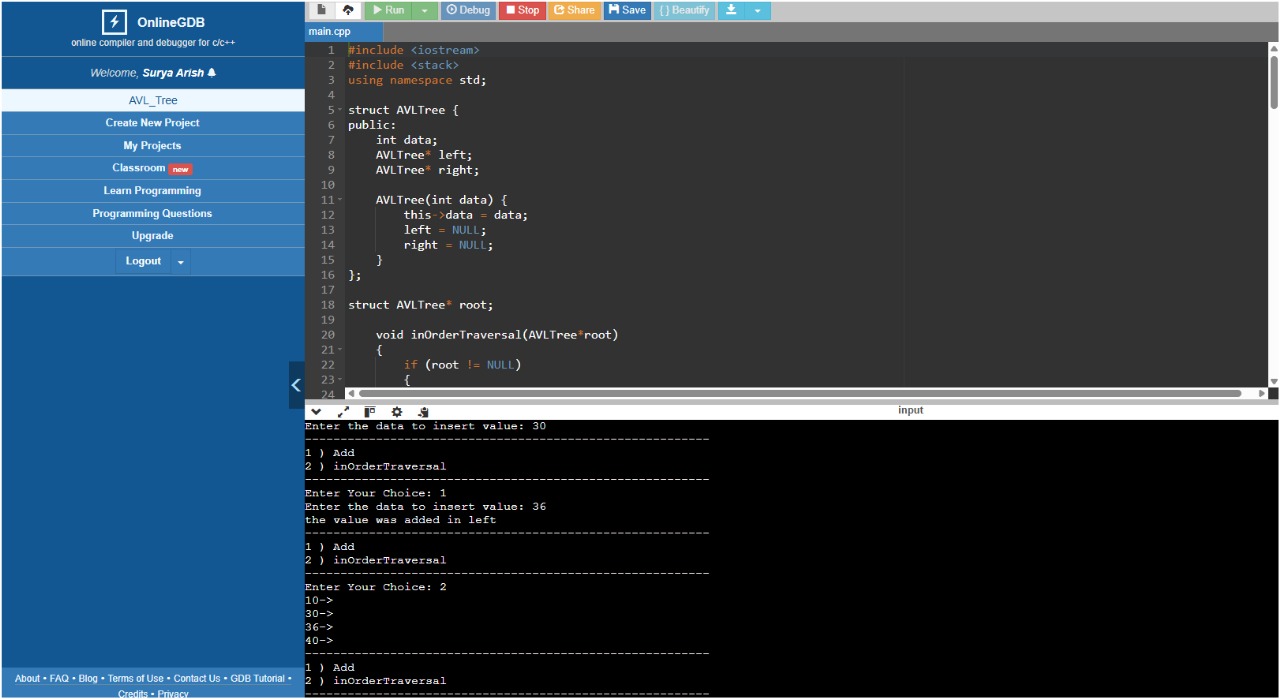 OnlineGDB
online compiler and debugger for c/c++
Welcome, Surya Arish
AVL_Tree
Create New Project
My Projects
Classroom new
Learn Programming
Programming Questions
Upgrade
Logout
About • FAQ • Blog • Terms of Use • Contact Us • GDB Tutorial •
Credits • Privacy
Run Debug Stop Share Save { } Beautify
main.cpp
1 #include <iostream>
2 #include <stack>
3 using namespace std;
4
5 struct AVLTree {
6 public:
7 int data;
8 AVLTree* left;
9 AVLTree* right;
10
11 AVLTree(int data) {
12 this->data = data;
13 left = NULL;
14 right = NULL;
15 }
16 };
17
18 struct AVLTree* root;
19
20 void inOrderTraversal(AVLTree*root)
21 {
22 if (root != NULL)
23 {
24
input
Enter the data to insert value: 30
---------------------------------------------------------
1 ) Add
2 ) inOrderTraversal
---------------------------------------------------------
Enter Your Choice: 1
Enter the data to insert value: 36
the value was added in left
---------------------------------------------------------
1 ) Add
2 ) inOrderTraversal
---------------------------------------------------------
Enter Your Choice: 2
10->
30->
36->
40->
---------------------------------------------------------
1 ) Add
2 ) inOrderTraversal
---------------------------------------------------------